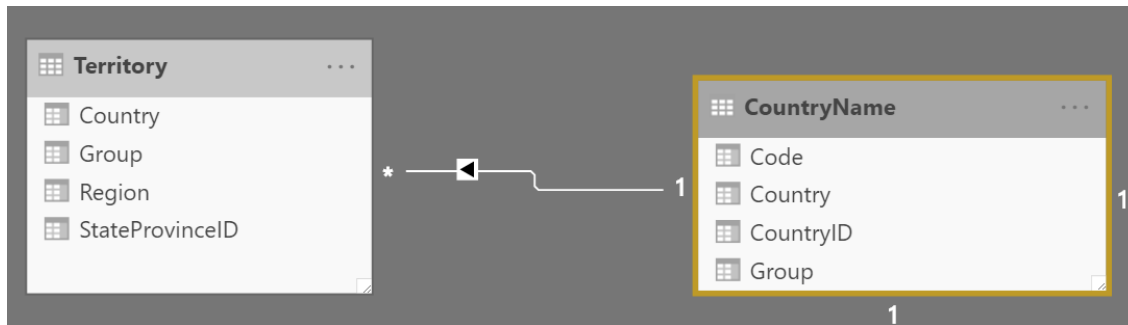 Territory ...
Country
Group
Region
StateProvinceID
* 1
CountryName ...
Code
Country
CountryID
Group
1
1